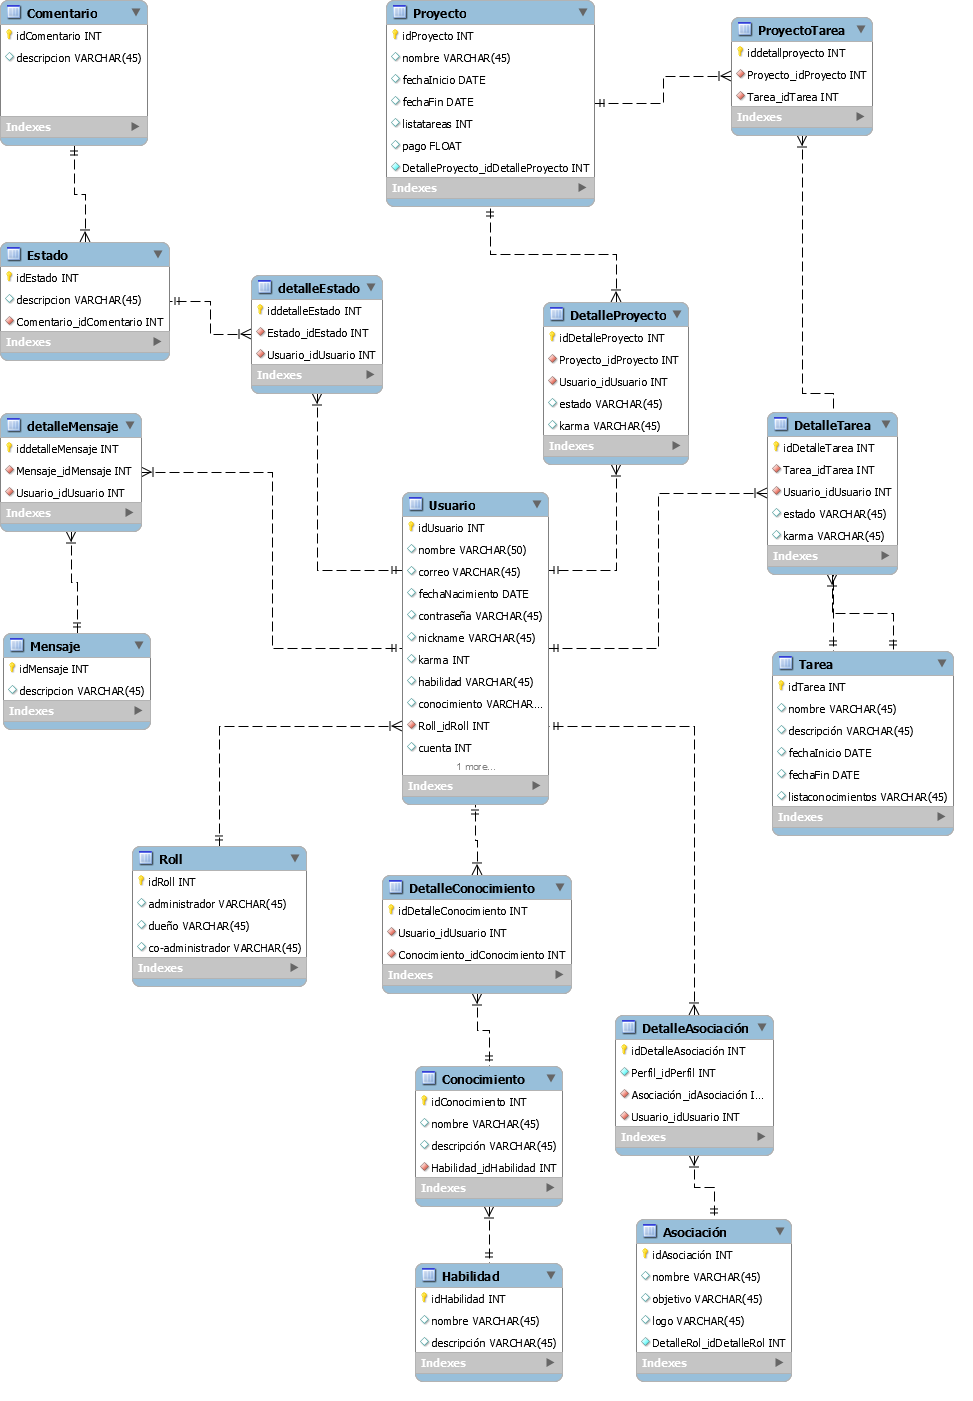 Comentario
idComentario INT
descripcion VARCHAR(45)
Indexes
Proyecto
idProyecto INT
nombre VARCHAR(45)
fechaInicio DATE
fechaFin DATE
listatareas INT
pago FLOAT
DetalleProyecto_idDetalleProyecto INT
Indexes
ProyectoTarea
iddetallproyecto INT
Proyecto_idProyecto INT
Tarea_idTarea INT
Indexes
Estado
idEstado INT
descripcion VARCHAR(45)
Comentario_idComentario INT
Indexes
detalleEstado
iddetalleEstado INT
Estado_idEstado INT
Usuario_idUsuario INT
Indexes
DetalleProyecto
idDetalleProyecto INT
Proyecto_idProyecto INT
Usuario_idUsuario INT
estado VARCHAR(45)
karma VARCHAR(45)
Indexes
detalleMensaje
iddetalleMensaje INT
Mensaje_idMensaje INT
Usuario_idUsuario INT
Indexes
DetalleTarea
idDetalleTarea INT
Tarea_idTarea INT
Usuario_idUsuario INT
estado VARCHAR(45)
karma VARCHAR(45)
Indexes
Usuario
idUsuario INT
nombre VARCHAR(50)
correo VARCHAR(45)
fechaNacimiento DATE
contraseña VARCHAR(45)
nickname VARCHAR(45)
karma INT
habilidad VARCHAR(45)
conocimiento VARCHAR...
Roll_idRoll INT
cuenta INT
1 more...
Indexes
Mensaje
idMensaje INT
descripcion VARCHAR(45)
Indexes
Tarea
idTarea INT
nombre VARCHAR(45)
descripción VARCHAR(45)
fechaInicio DATE
fechaFin DATE
listaconocimientos VARCHAR(45)
Indexes
Roll
idRoll INT
administrador VARCHAR(45)
dueño VARCHAR(45)
co-administrador VARCHAR(45)
Indexes
DetalleConocimiento
idDetalleConocimiento INT
Usuario_idUsuario INT
Conocimiento_idConocimiento INT
Indexes
DetalleAsociación
idDetalleAsociación INT
Perfil_idPerfil INT
Asociación_idAsociación I...
Usuario_idUsuario INT
Indexes
Conocimiento
idConocimiento INT
nombre VARCHAR(45)
descripción VARCHAR(45)
Habilidad_idHabilidad INT
Indexes
Asociación
idAsociación INT
nombre VARCHAR(45)
objetivo VARCHAR(45)
logo VARCHAR(45)
DetalleRol_idDetalleRol INT
Indexes
Habilidad
idHabilidad INT
nombre VARCHAR(45)
descripción VARCHAR(45)
Indexes